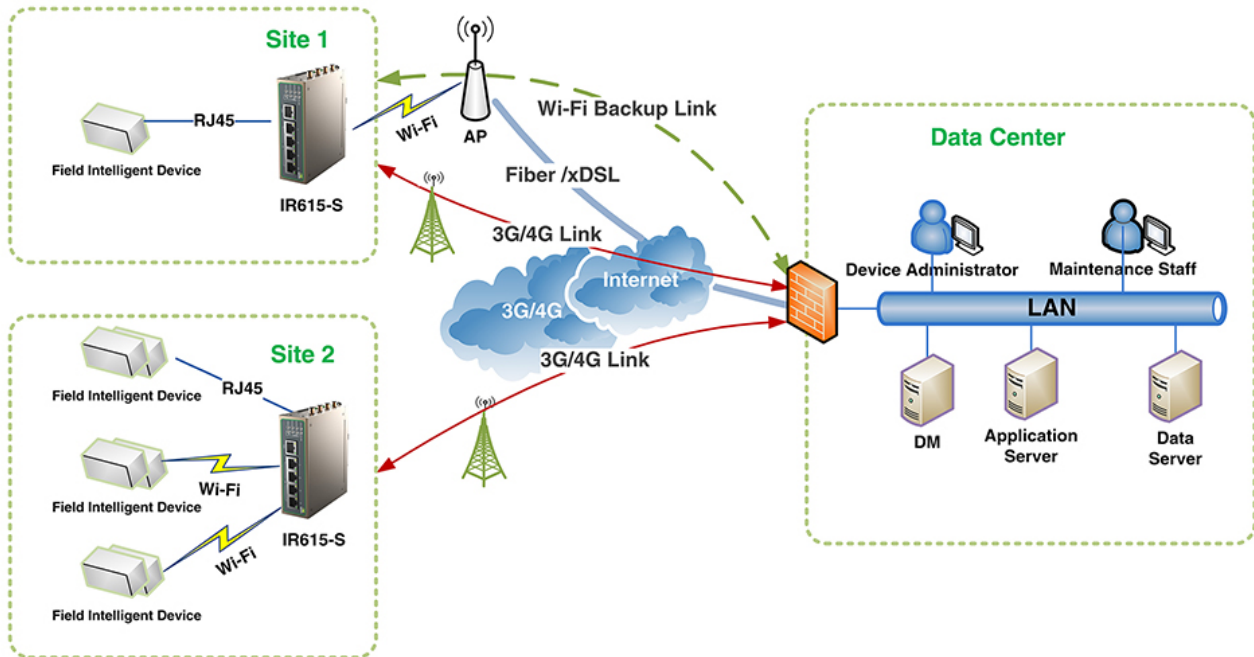 Site 1
RJ45
Field Intelligent Device
IR615-S
Wi-Fi
AP
Wi-Fi Backup Link
Fiber /xDSL
3G/4G Link
Internet
3G/4G
3G/4G Link
Site 2
Field Intelligent Device
RJ45
Field Intelligent Device
Wi-Fi
Field Intelligent Device
Wi-Fi
IR615-S
Data Center
Device Administrator
Maintenance Staff
LAN
DM
Application
Server
Data
Server